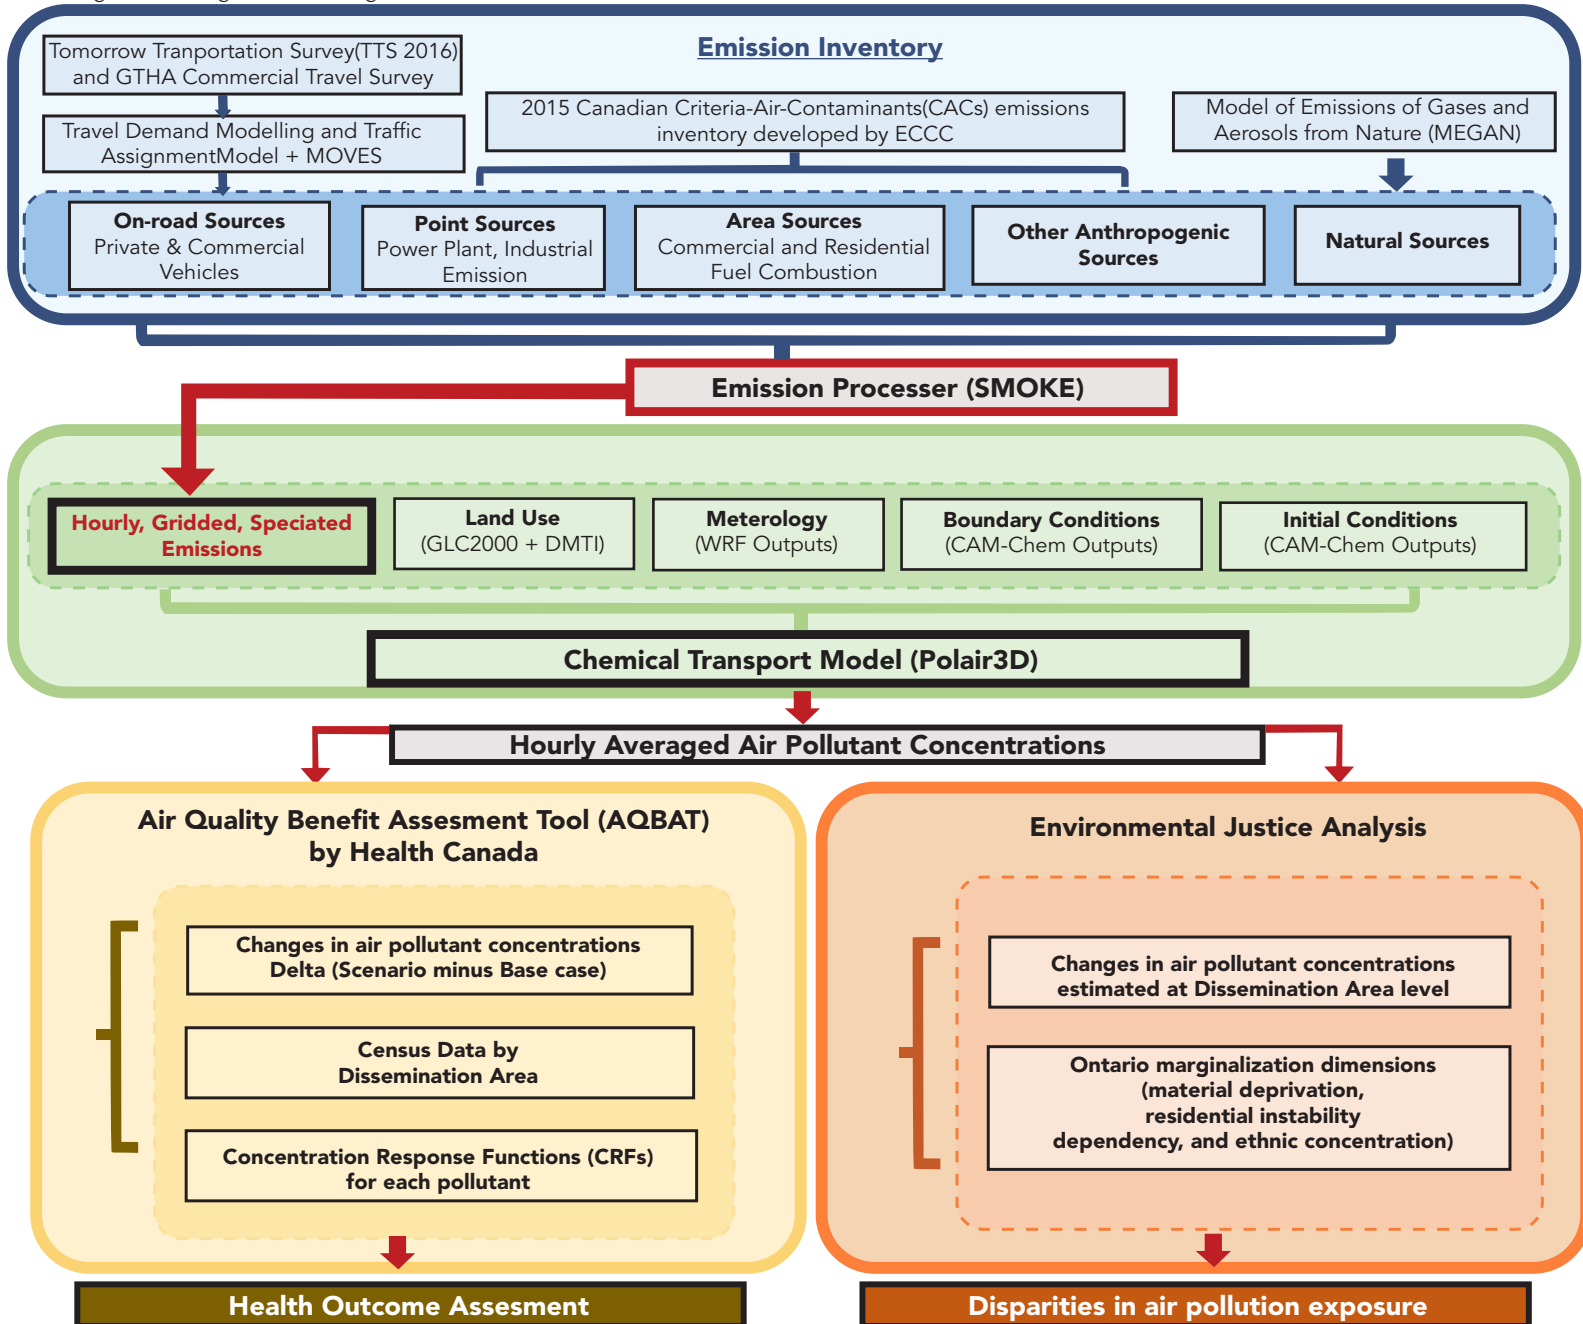 Emission Inventory
Tomorrow Tranportation Survey(TTS 2016)
and GTHA Commercial Travel Survey
Travel Demand Modelling and Traffic
AssignmentModel + MOVES
2015 Canadian Criteria-Air-Contaminants(CACs) emissions
inventory developed by ECCC
Model of Emissions of Gases and
Aerosols from Nature (MEGAN)
On-road Sources
Private & Commercial
Vehicles
Point Sources
Power Plant, Industrial
Emission
Area Sources
Commercial and Residential
Fuel Combustion
Other Anthropogenic
Sources
Natural Sources
Emission Processer (SMOKE)
Hourly, Gridded, Speciated
Emissions
Land Use
(GLC2000 + DMTI)
Meterology
(WRF Outputs)
Boundary Conditions
(CAM-Chem Outputs)
Initial Conditions
(CAM-Chem Outputs)
Chemical Transport Model (Polair3D)
Hourly Averaged Air Pollutant Concentrations
Air Quality Benefit Assesment Tool (AQBAT)
by Health Canada
Changes in air pollutant concentrations
Delta (Scenario minus Base case)
Census Data by
Dissemination Area
Concentration Response Functions (CRFs)
for each pollutant
Health Outcome Assesment
Environmental Justice Analysis
Changes in air pollutant concentrations
estimated at Dissemination Area level
Ontario marginalization dimensions
(material deprivation,
residential instability
dependency, and ethnic concentration)
Disparities in air pollution exposure